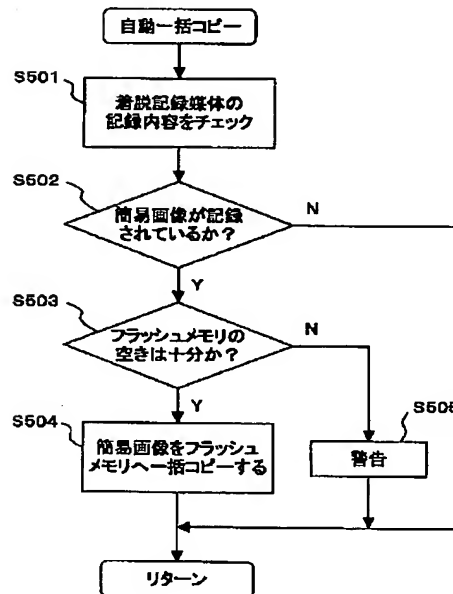 自動一括コピー
S501
着脱記録媒体の
記録内容をチェック
S502
簡易画像が記録
されているか？
N
Y
S503
フラッシュメモリの
空きは十分か？
N
Y
S504
簡易画像をフラッシュ
メモリへ一括コピーする
S505
警告
リターン